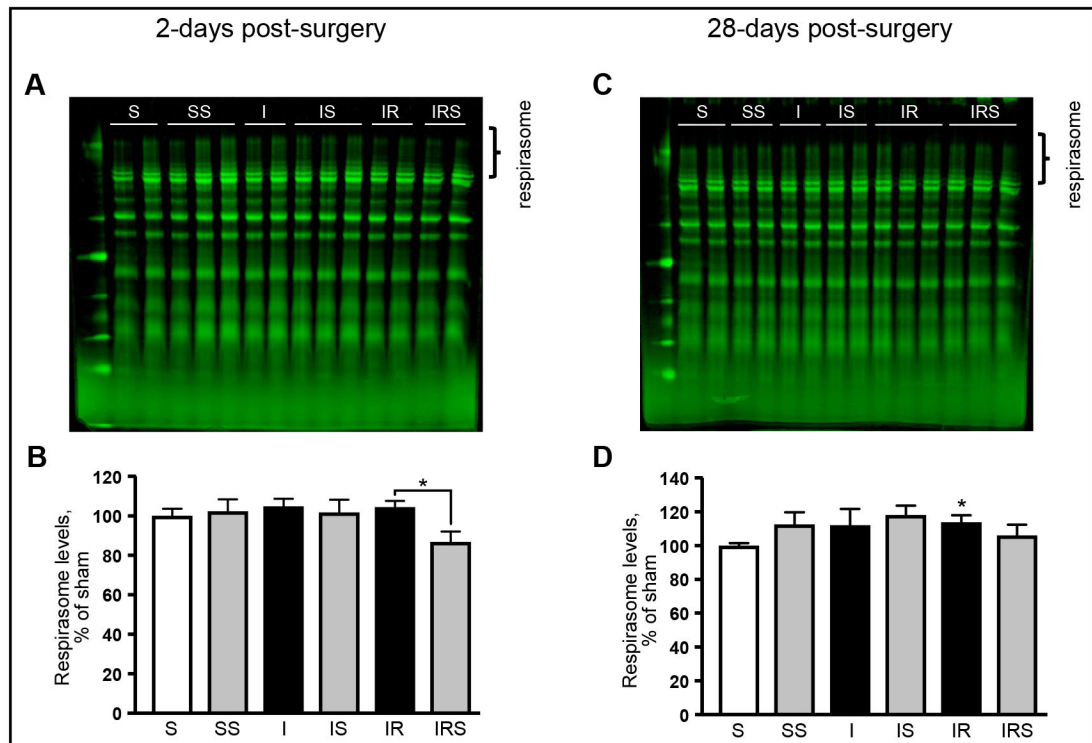 2-days post-surgery
28-days post-surgery
A
S SS I IS IR IRS
respirasome
C
S SS I IS IR IRS
respirasome
B
Respirasome levels,
% of sham
120
100
80
60
40
20
0
*
S SS I IS IR IRS
D
Respirasome levels,
% of sham
140
120
100
80
60
40
20
0
*
S SS I IS IR IRS